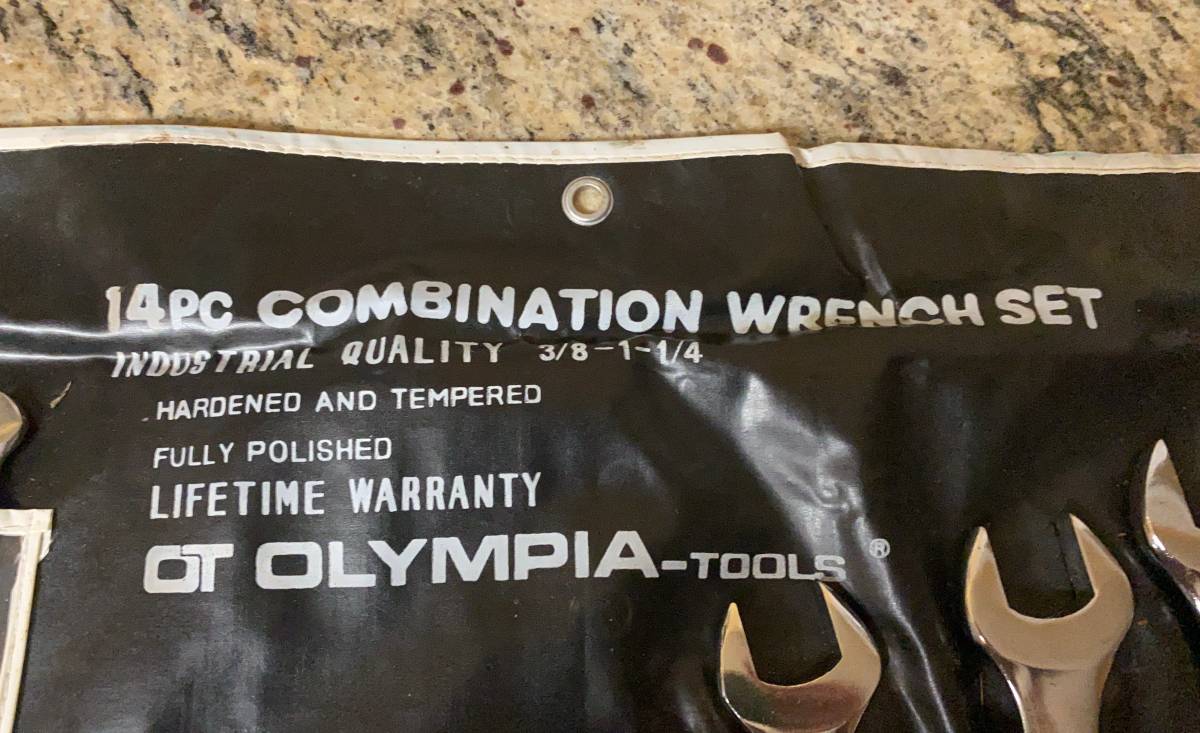 14PC COMBINATION WRENCH SET
INDUSTRIAL QUALITY 3/8-1-1/4
HARDENED AND TEMPERED
FULLY POLISHED
LIFETIME WARRANTY
OT OLYMPIA-TOOLS ®